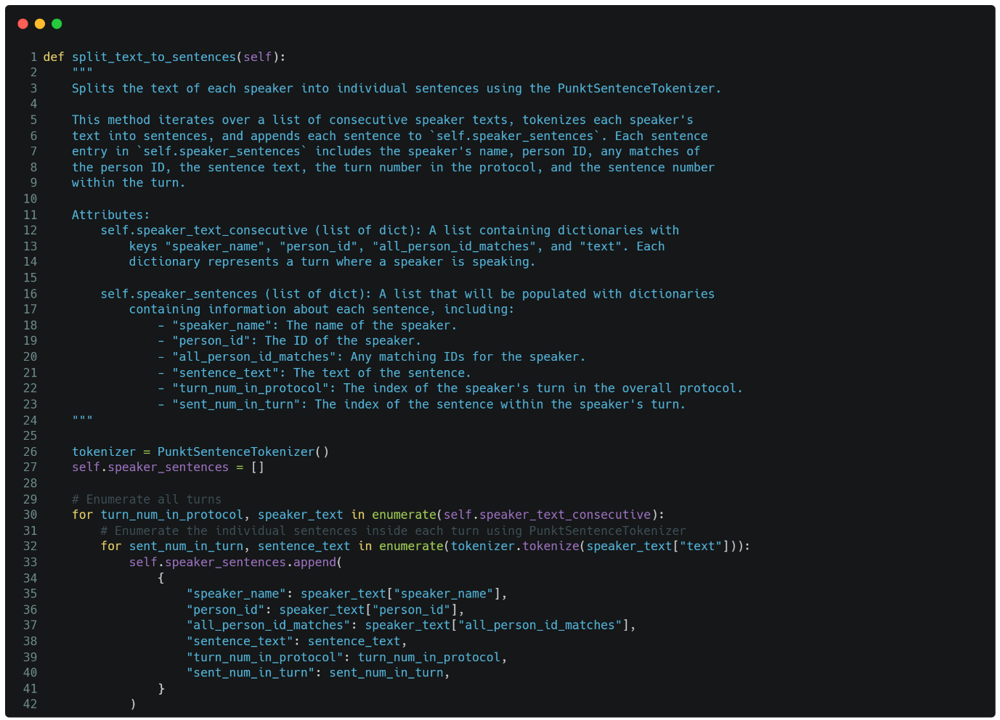 1 def split_text_to_sentences(self):
2     """
3     Splits the text of each speaker into individual sentences using the PunktSentenceTokenizer.
4
5     This method iterates over a list of consecutive speaker texts, tokenizes each speaker's
6     text into sentences, and appends each sentence to `self.speaker_sentences`. Each sentence
7     entry in `self.speaker_sentences` includes the speaker's name, person ID, any matches of
8     the person ID, the sentence text, the turn number in the protocol, and the sentence number
9     within the turn.
10
11     Attributes:
12         self.speaker_text_consecutive (list of dict): A list containing dictionaries with
13             keys "speaker_name", "person_id", "all_person_id_matches", and "text". Each
14             dictionary represents a turn where a speaker is speaking.
15
16         self.speaker_sentences (list of dict): A list that will be populated with dictionaries
17             containing information about each sentence, including:
18                 - "speaker_name": The name of the speaker.
19                 - "person_id": The ID of the speaker.
20                 - "all_person_id_matches": Any matching IDs for the speaker.
21                 - "sentence_text": The text of the sentence.
22                 - "turn_num_in_protocol": The index of the speaker's turn in the overall protocol.
23                 - "sent_num_in_turn": The index of the sentence within the speaker's turn.
24     """
25
26     tokenizer = PunktSentenceTokenizer()
27     self.speaker_sentences = []
28
29     # Enumerate all turns
30     for turn_num_in_protocol, speaker_text in enumerate(self.speaker_text_consecutive):
31         # Enumerate the individual sentences inside each turn using PunktSentenceTokenizer
32         for sent_num_in_turn, sentence_text in enumerate(tokenizer.tokenize(speaker_text["text"])):
33             self.speaker_sentences.append(
34                 {
35                     "speaker_name": speaker_text["speaker_name"],
36                     "person_id": speaker_text["person_id"],
37                     "all_person_id_matches": speaker_text["all_person_id_matches"],
38                     "sentence_text": sentence_text,
39                     "turn_num_in_protocol": turn_num_in_protocol,
40                     "sent_num_in_turn": sent_num_in_turn,
41                 }
42             )